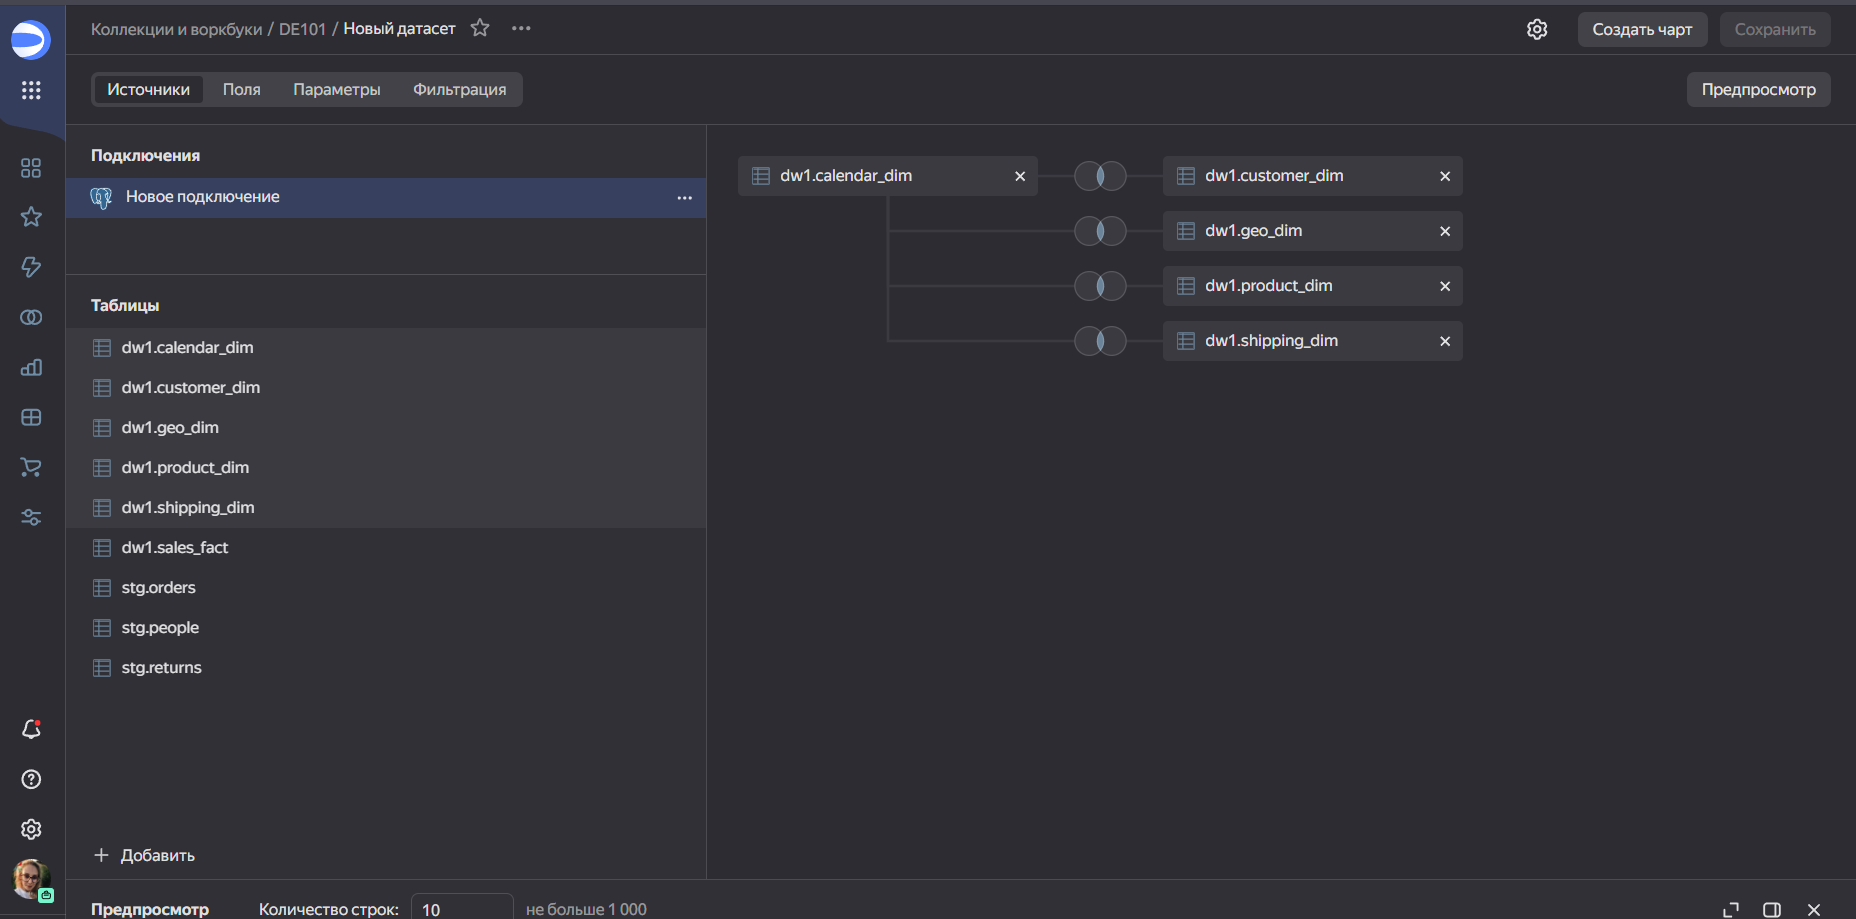 Коллекции и воркбуки / DE101 / Новый датасет
Создать чарт
Сохранить
Источники
Поля
Параметры
Фильтрация
Предпросмотр
Подключения
Новое подключение
Таблицы
dw1.calendar_dim
dw1.customer_dim
dw1.geo_dim
dw1.product_dim
dw1.shipping_dim
dw1.sales_fact
stg.orders
stg.people
stg.returns
Добавить
dw1.calendar_dim
dw1.customer_dim
dw1.geo_dim
dw1.product_dim
dw1.shipping_dim
Предпросмотр Количество строк: 10 не больше 1 000